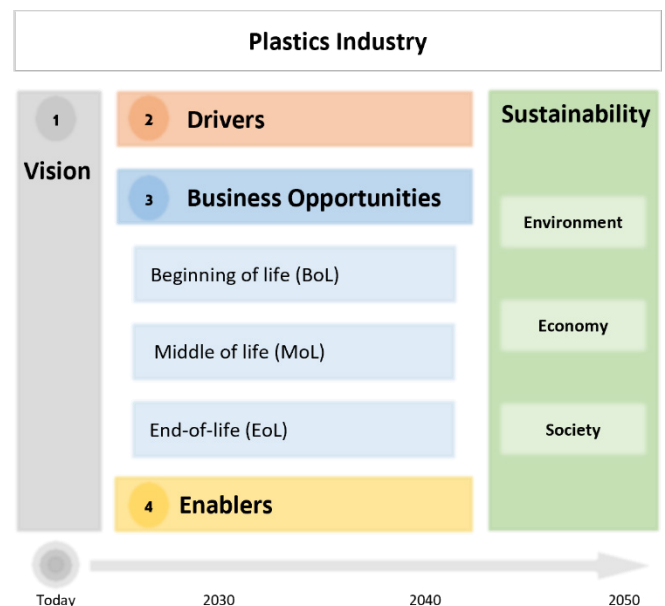 Plastics Industry
1
Vision
2 Drivers
3 Business Opportunities
Beginning of life (BoL)
Middle of life (MoL)
End-of-life (EoL)
4 Enablers
Sustainability
Environment
Economy
Society
Today 2030 2040 2050